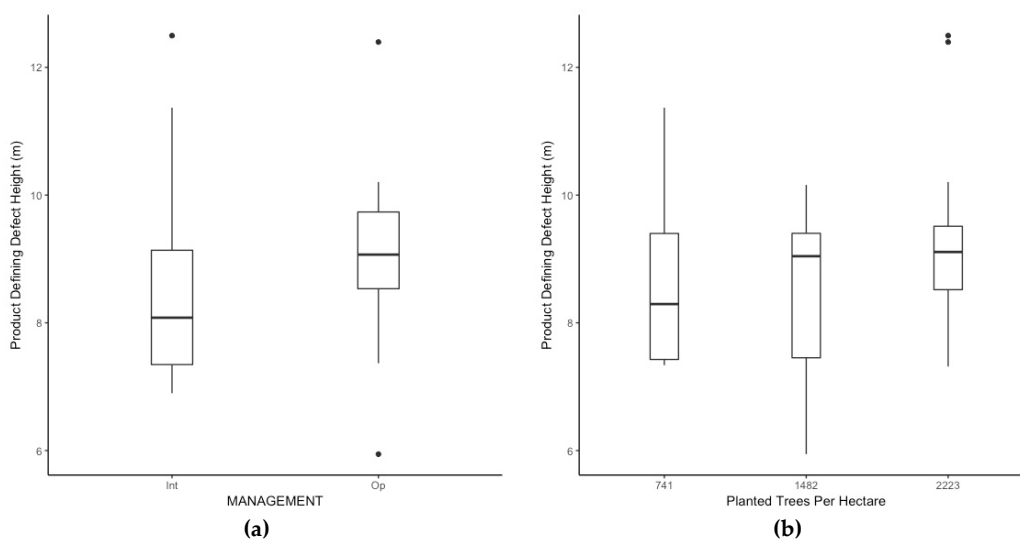 Product Defining Defect Height (m)
12
10
8
6
Int
Op
MANAGEMENT
(a)
Product Defining Defect Height (m)
12
10
8
6
741
1482
2223
Planted Trees Per Hectare
(b)